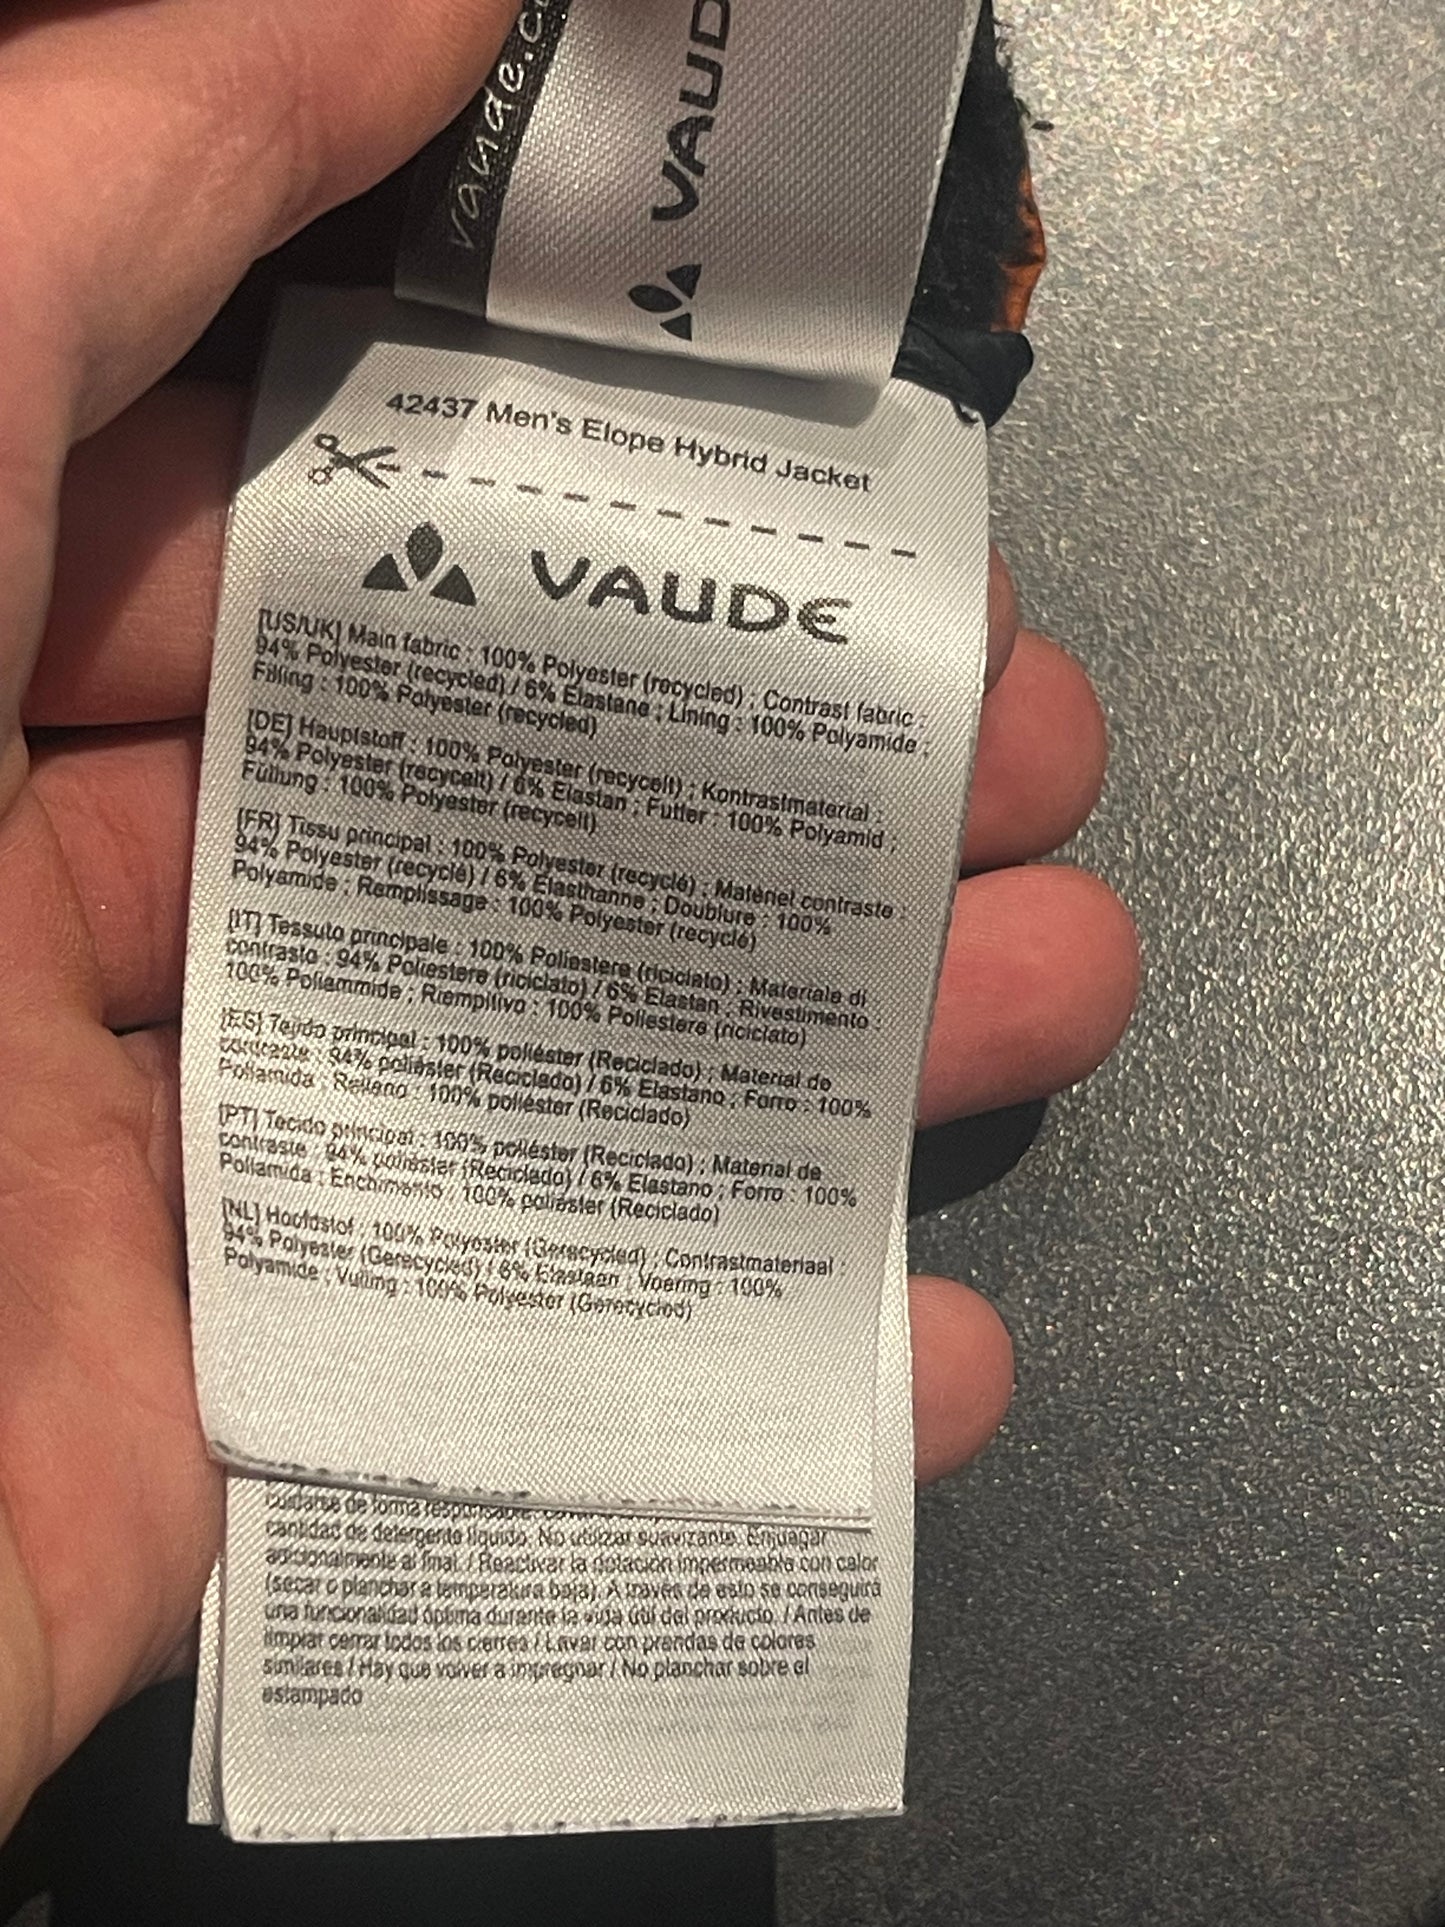 vaude.c
VAUD
42437 Men's Elope Hybrid Jacket
VAUDE
[US/UK] Main fabric : 100% Polyester (recycled) ; Contrast fabric :
94% Polyester (recycled) / 6% Elastane ; Lining : 100% Polyamide ;
Filling : 100% Polyester (recycled)
[DE] Hauptstoff : 100% Polyester (recycelt) ; Kontrastmaterial :
94% Polyester (recycelt) / 6% Elastan ; Futter : 100% Polyamid ;
Füllung : 100% Polyester (recycelt)
[FR] Tissu principal : 100% Polyester (recyclé) ; Matériel contraste :
94% Polyester (recyclé) / 6% Élasthanne ; Doublure : 100%
Polyamide ; Remplissage : 100% Polyester (recyclé)
[IT] Tessuto principale : 100% Poliestere (riciclato) ; Materiale di
contrasto : 94% Poliestere (riciclato) / 6% Elastan ; Rivestimento :
100% Poliammide ; Riempitivo : 100% Poliestere (riciclato)
[ES] Tejido principal : 100% poliéster (Reciclado) ; Material de
contraste : 94% poliéster (Reciclado) / 6% Elastano ; Forro : 100%
Poliamida ; Relleno : 100% poliéster (Reciclado)
[PT] Tecido principal : 100% poliéster (Reciclado) ; Material de
contraste : 94% poliéster (Reciclado) / 6% Elastano ; Forro : 100%
Poliamida ; Enchimento : 100% poliéster (Reciclado)
[NL] Hoofdstof : 100% Polyester (Gerecycled) ; Contrastmateriaal :
94% Polyester (Gerecycled) / 6% Elastaan ; Voering : 100%
Polyamide ; Vulling : 100% Polyester (Gerecycled)
cuidarse de forma responsable.
cantidad de detergente líquido. No utilizar suavizante. Enjuagar
adicionalmente al final. / Reactivar la dotación impermeable con calor
(secar o planchar a temperatura baja). A través de esto se conseguirá
una funcionalidad óptima durante la vida útil del producto. / Antes de
limpiar cerrar todos los cierres / Lavar con prendas de colores
similares / Hay que volver a impregnar / No planchar sobre el
estampado